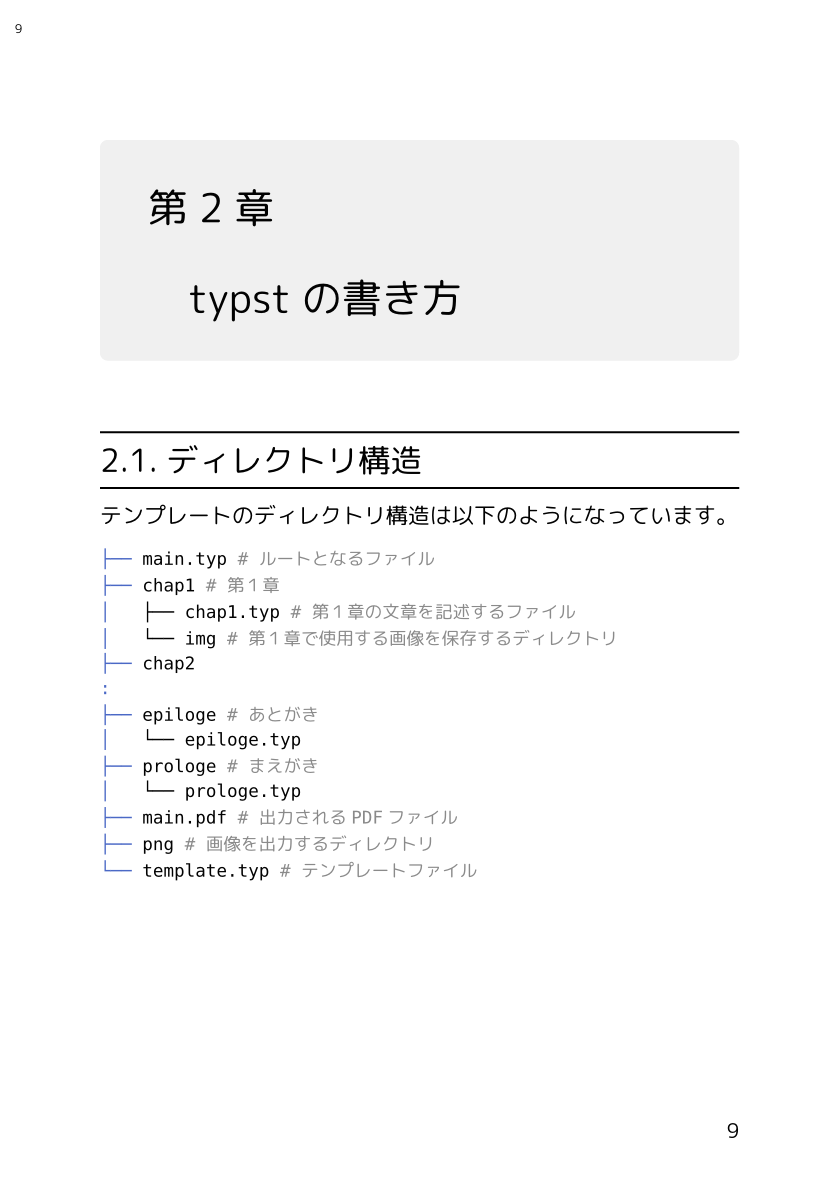 9
第 2 章
typst の書き方
2.1. ディレクトリ構造
テンプレートのディレクトリ構造は以下のようになっています。
├── main.typ # ルートとなるファイル
├── chap1 # 第１章
│   ├── chap1.typ # 第１章の文章を記述するファイル
│   └── img # 第１章で使用する画像を保存するディレクトリ
├── chap2
:
├── epiloge # あとがき
│   └── epiloge.typ
├── prologe # まえがき
│   └── prologe.typ
├── main.pdf # 出力される PDF ファイル
├── png # 画像を出力するディレクトリ
└── template.typ # テンプレートファイル
9